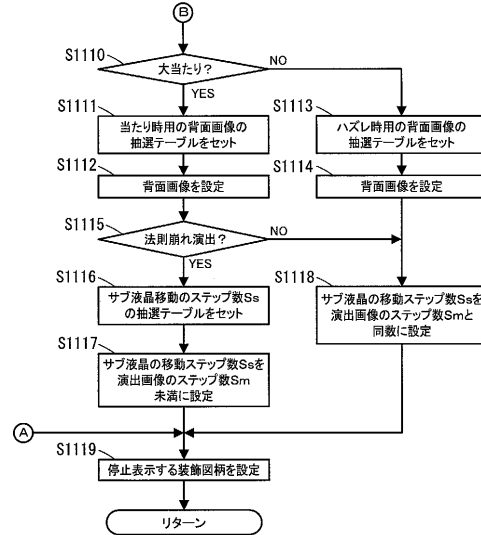 B
S1110
大当たり?
NO
YES
S1111
当たり時用の背面画像の
抽選テーブルをセット
S1113
ハズレ時用の背面画像の
抽選テーブルをセット
S1112
背面画像を設定
S1114
背面画像を設定
S1115
法則崩れ演出?
NO
YES
S1116
サブ液晶移動のステップ数Ss
の抽選テーブルをセット
S1118
サブ液晶の移動ステップ数Ssを
演出画像のステップ数Smと
同数に設定
S1117
サブ液晶の移動ステップ数Ssを
演出画像のステップ数Sm
未満に設定
A
S1119
停止表示する装飾図柄を設定
リターン